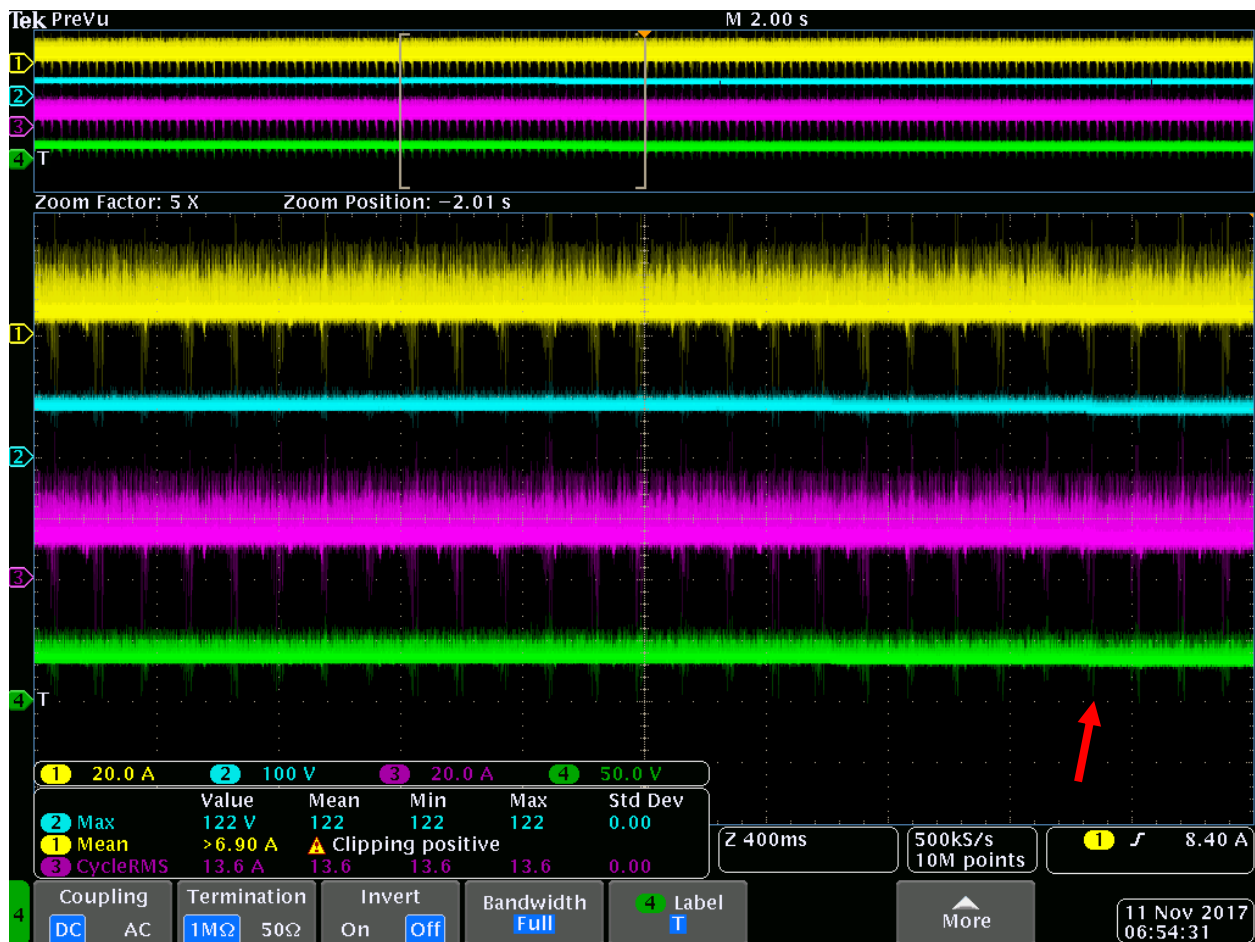 Tek PreVu M 2.00 s
1
2
3
4 T
Zoom Factor: 5 X Zoom Position: −2.01 s
1
2
3
4 T
1 20.0 A 2 100 V 3 20.0 A 4 50.0 V
Value Mean Min Max Std Dev
2 Max 122 V 122 122 122 0.00
1 Mean >6.90 A Clipping positive
3 CycleRMS 13.6 A 13.6 13.6 13.6 0.00
Z 400ms
500kS/s
10M points
1 8.40 A
4
Coupling
DC AC
Termination
1MΩ 50Ω
Invert
On Off
Bandwidth
Full
4 Label
T
More
11 Nov 2017
06:54:31